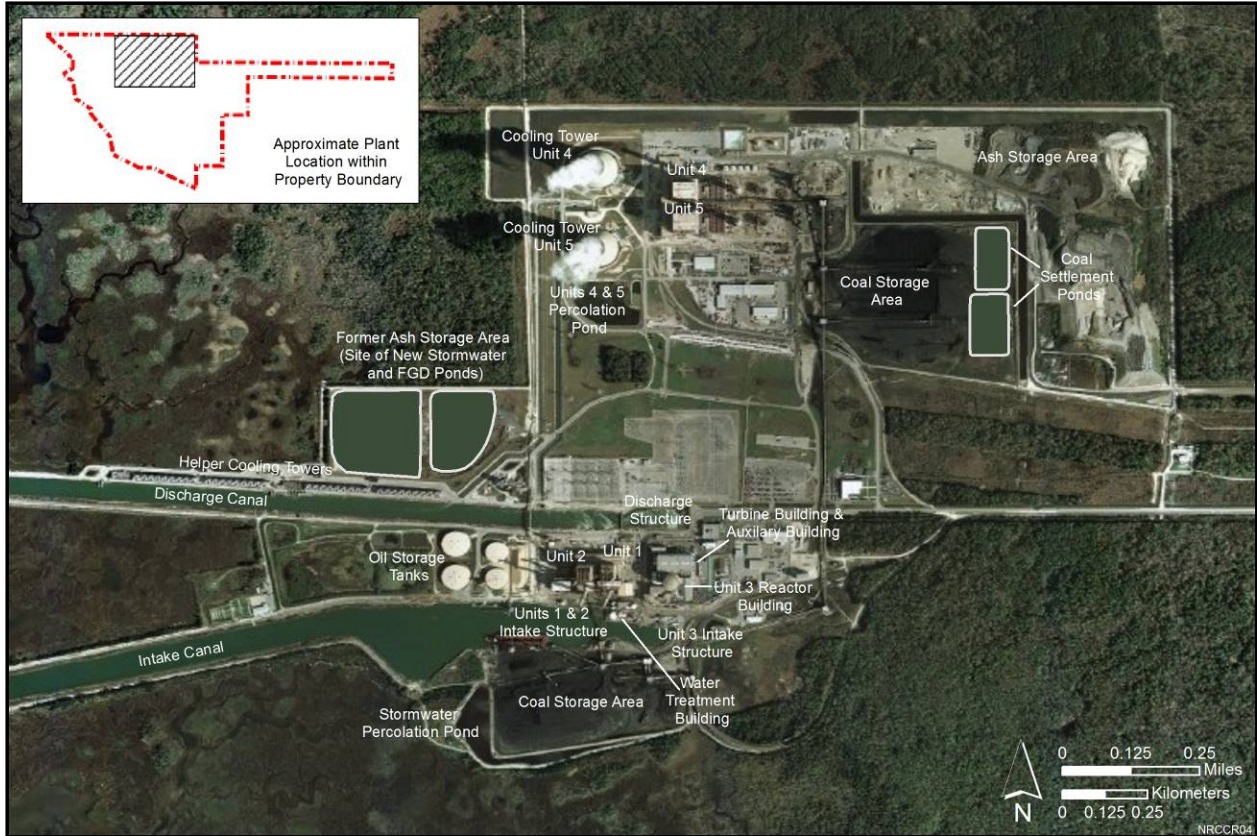 Approximate Plant
Location within
Property Boundary
Cooling Tower
Unit 4
Unit 4
Ash Storage Area
Unit 5
Cooling Tower
Unit 5
Coal
Settlement
Ponds
Coal Storage
Area
Units 4 & 5
Percolation
Pond
Former Ash Storage Area
(Site of New Stormwater
and FGD Ponds)
Helper Cooling Towers
Discharge Canal
Discharge
Structure
Turbine Building &
Auxilary Building
Oil Storage
Tanks
Unit 2
Unit 1
Unit 3 Reactor
Building
Units 1 & 2
Intake Structure
Unit 3 Intake
Structure
Intake Canal
Water
Treatment
Building
Coal Storage Area
Stormwater
Percolation Pond
N
0 0.125 0.25
Miles
Kilometers
0 0.125 0.25
NRCCR04